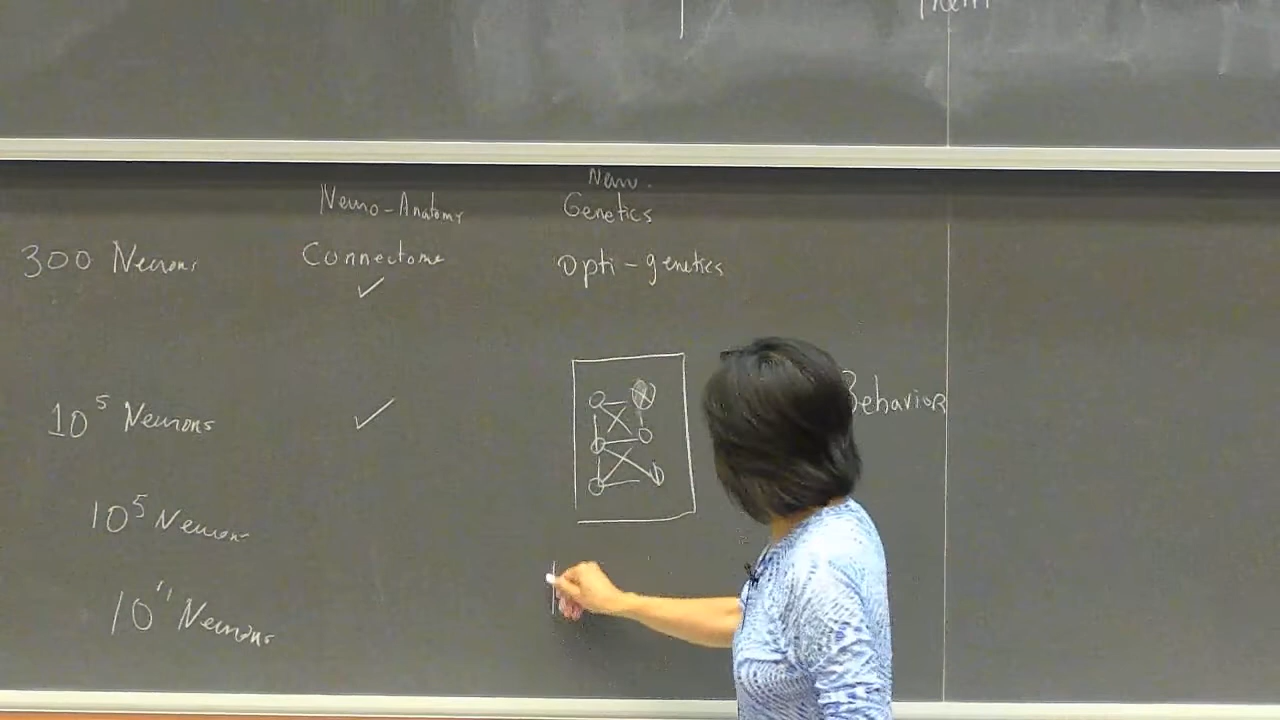 Neuro-Anatomy
Neuro.
Genetics
300 Neurons
Connectome
Opti-genetics
✓
10⁵ Neurons
✓
Behavior
10⁵ Neurons
10¹¹ Neurons